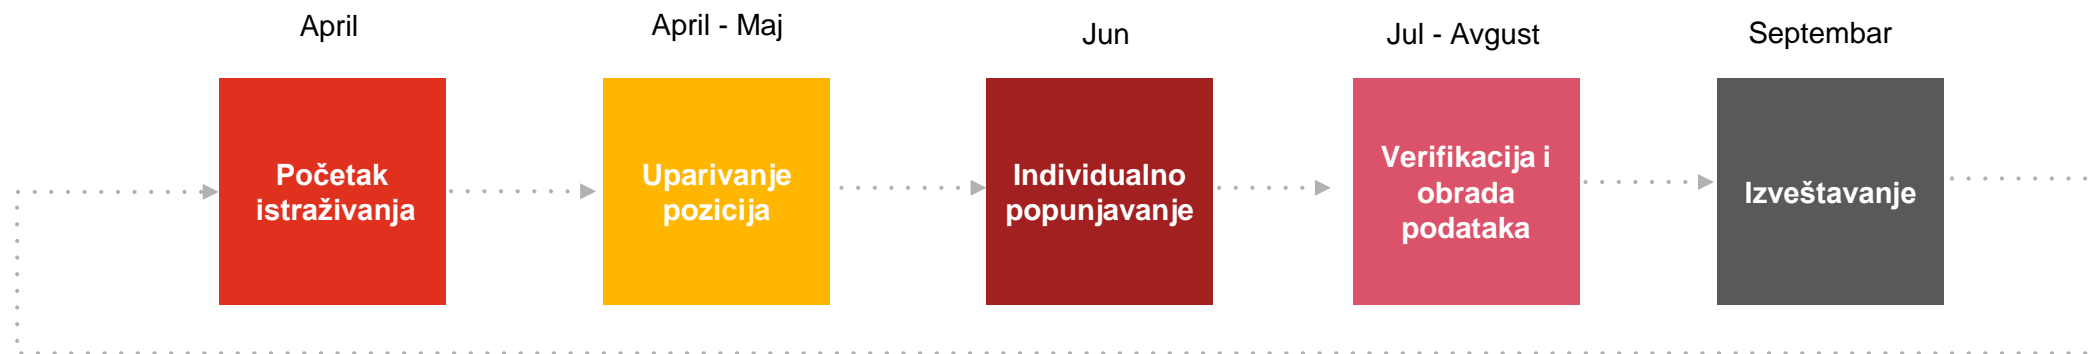 April
April - Maj
Jun
Jul - Avgust
Septembar
Početak
istraživanja
Uparivanje
pozicija
Individualno
popunjavanje
Verifikacija i
obrada
podataka
Izveštavanje